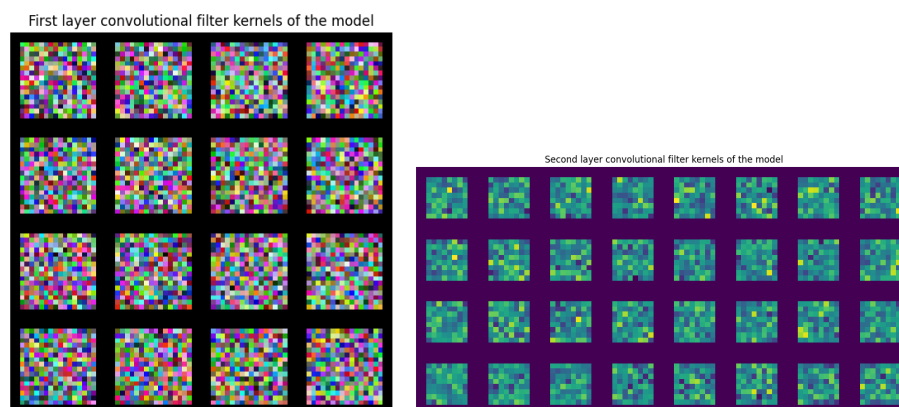 First layer convolutional filter kernels of the model
Second layer convolutional filter kernels of the model